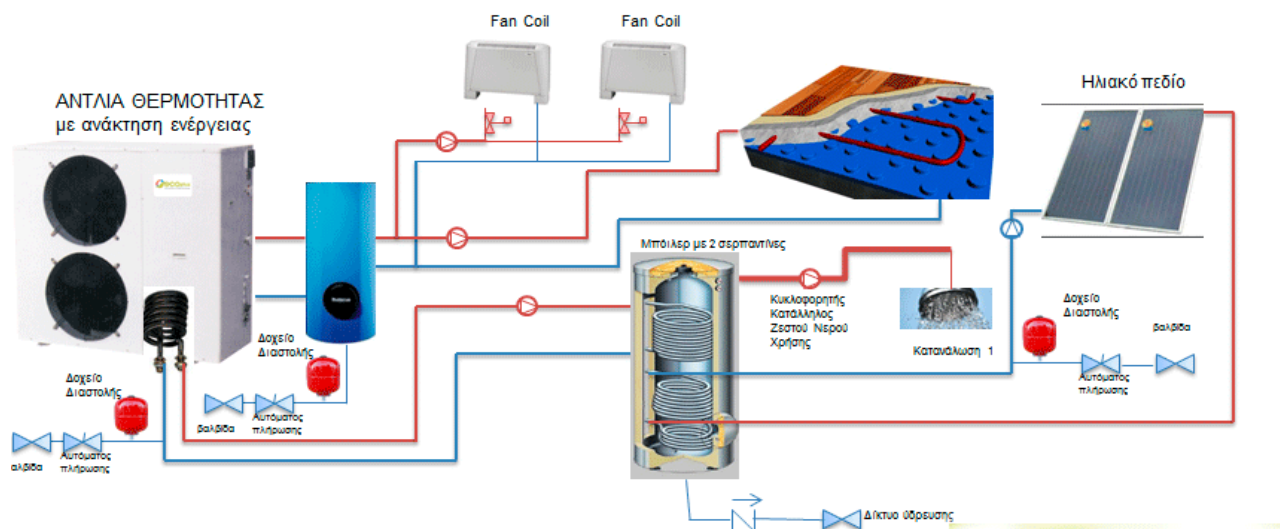 Fan Coil
Fan Coil
ΑΝΤΛΙΑ ΘΕΡΜΟΤΗΤΑΣ
με ανάκτηση ενέργειας
Ηλιακό πεδίο
Μπόιλερ με 2 σερπαντίνες
Κυκλοφορητής
Κατάλληλος
Ζεστού Νερού
Χρήσης
Κατανάλωση 1
Δοχείο
Διαστολής
βαλβίδα
Αυτόματος
πλήρωσης
Δοχείο
Διαστολής
βαλβίδα
Αυτόματος
πλήρωσης
Δοχείο
Διαστολής
αλβίδα
Αυτόματος
πλήρωσης
Δίκτυο ύδρευσης